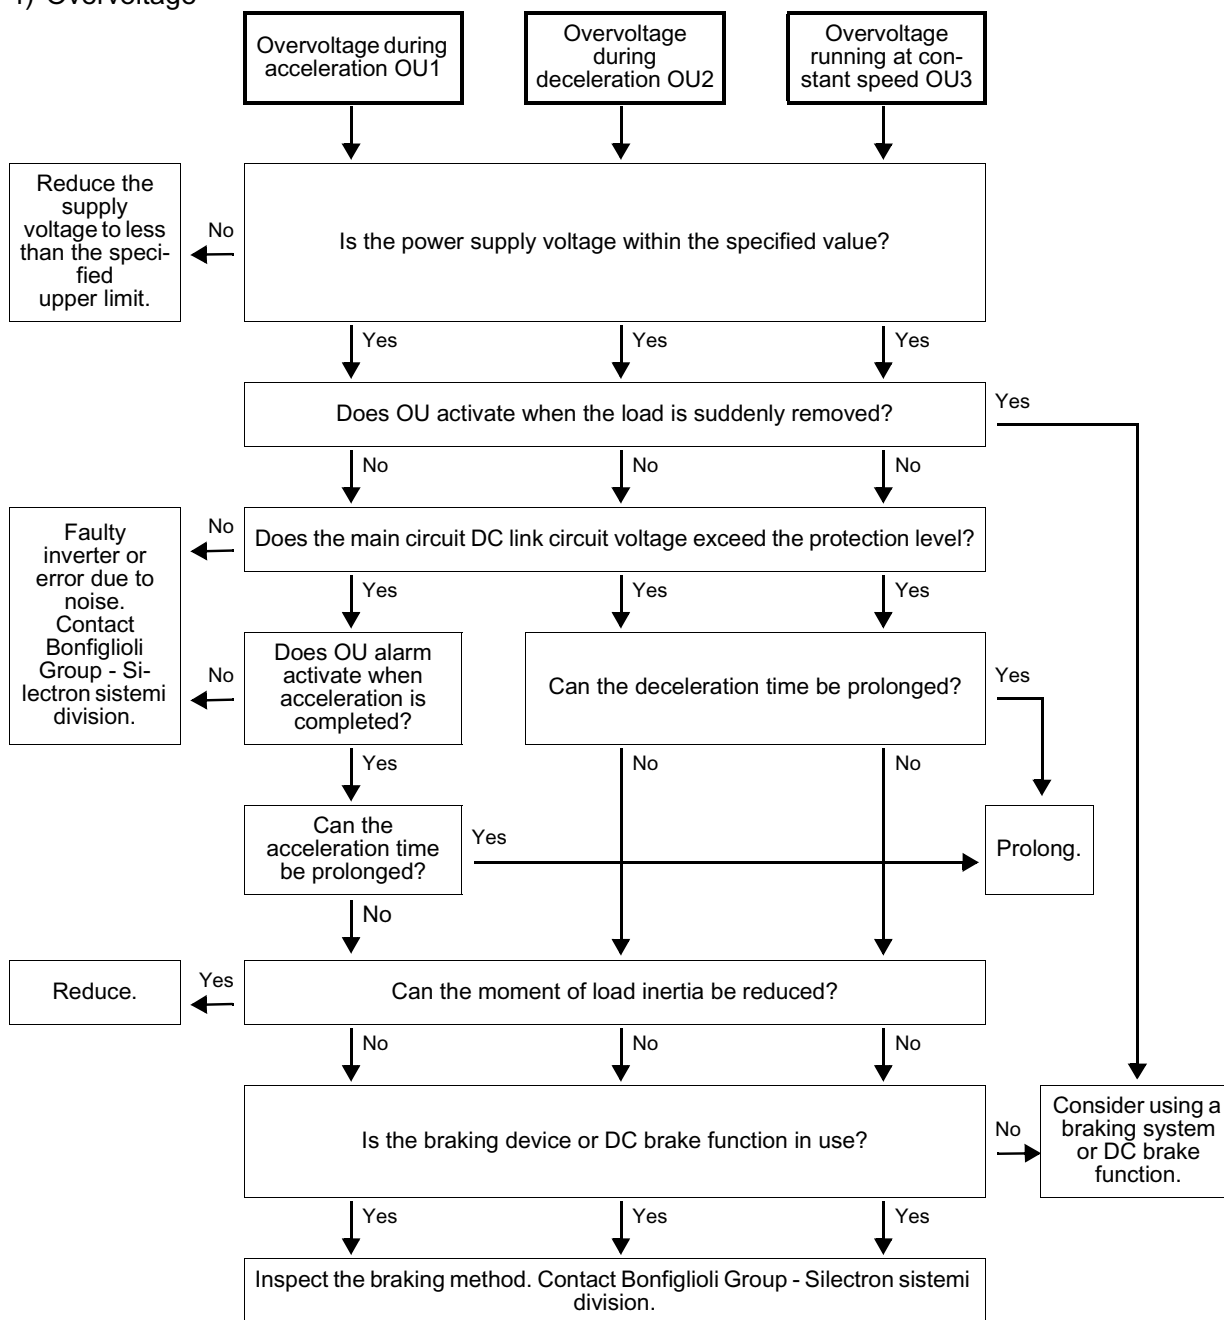 Overvoltage
Overvoltage during
acceleration OU1
Overvoltage
during
deceleration OU2
Overvoltage
running at con-
stant speed OU3
Reduce the
supply
voltage to less
than the speci-
fied
upper limit.
No
Is the power supply voltage within the specified value?
Yes
Yes
Yes
Does OU activate when the load is suddenly removed?
Yes
No
No
No
Faulty
inverter or
error due to
noise.
Contact
Bonfiglioli
Group - Si-
lectron sistemi
division.
No
Does the main circuit DC link circuit voltage exceed the protection level?
Yes
Yes
Yes
No
Does OU alarm
activate when
acceleration is
completed?
Can the deceleration time be prolonged?
Yes
Yes
No
No
Can the
acceleration time
be prolonged?
Yes
Prolong.
No
Reduce.
Yes
Can the moment of load inertia be reduced?
No
No
No
Is the braking device or DC brake function in use?
No
Consider using a
braking system
or DC brake
function.
Yes
Yes
Yes
Inspect the braking method. Contact Bonfiglioli Group - Silectron sistemi
division.